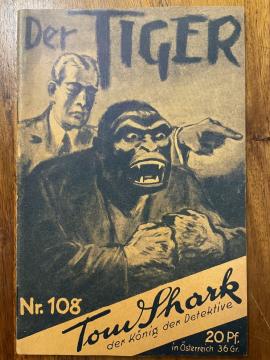 Der TIGER
Nr. 108
Tom Shark
der König der Detektive
20 Pf.
in Österreich 36 Gr.